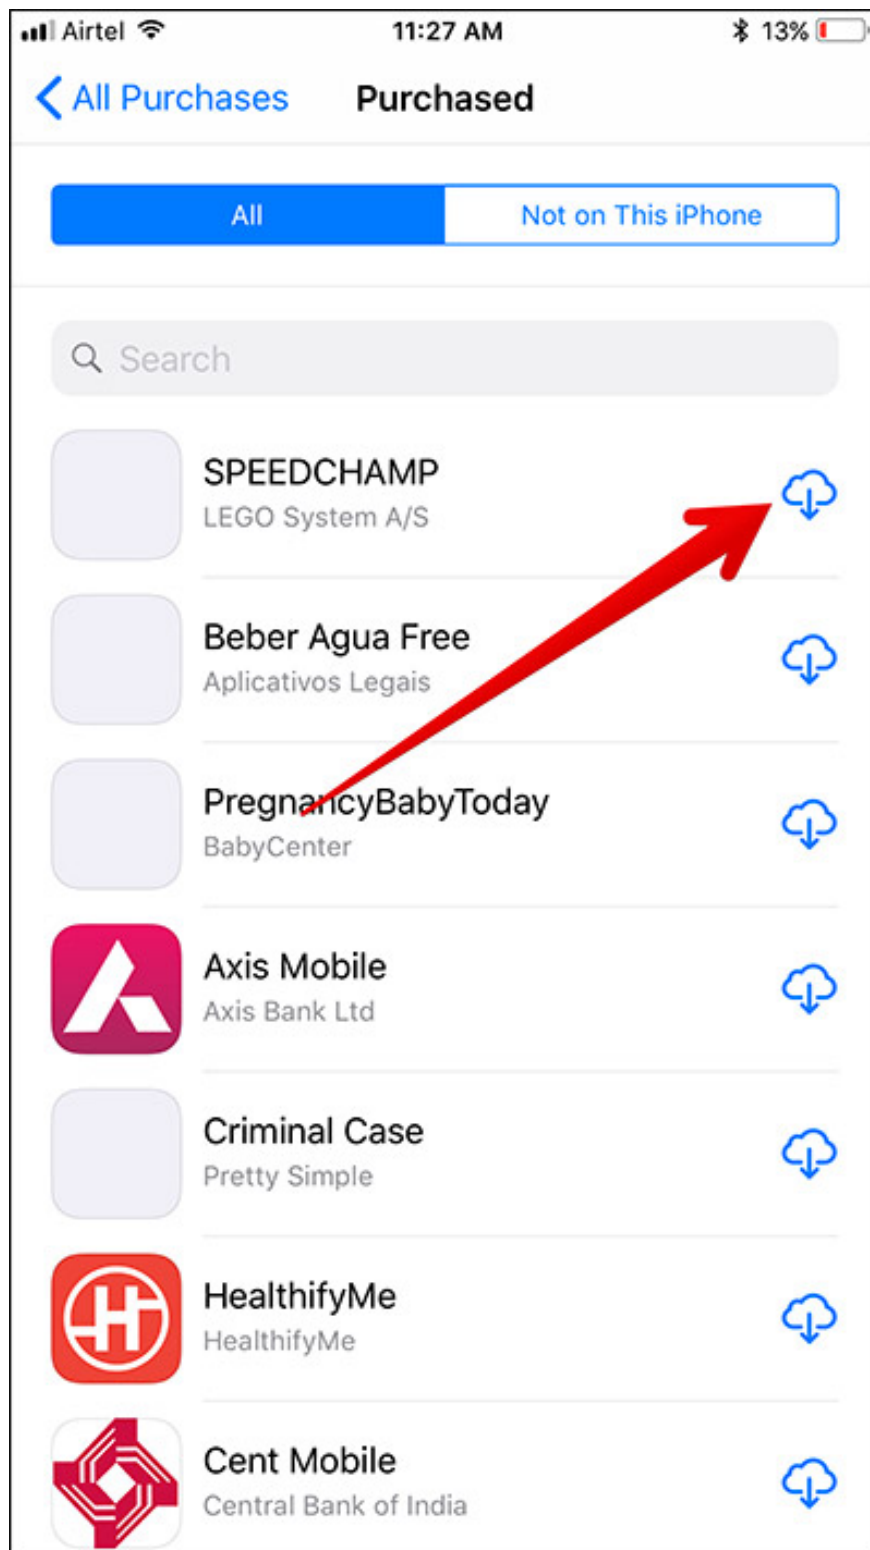 Airtel 11:27 AM 13%
All Purchases Purchased
All Not on This iPhone
Search
SPEEDCHAMP
LEGO System A/S
Beber Agua Free
Aplicativos Legais
PregnancyBabyToday
BabyCenter
Axis Mobile
Axis Bank Ltd
Criminal Case
Pretty Simple
HealthifyMe
HealthifyMe
Cent Mobile
Central Bank of India